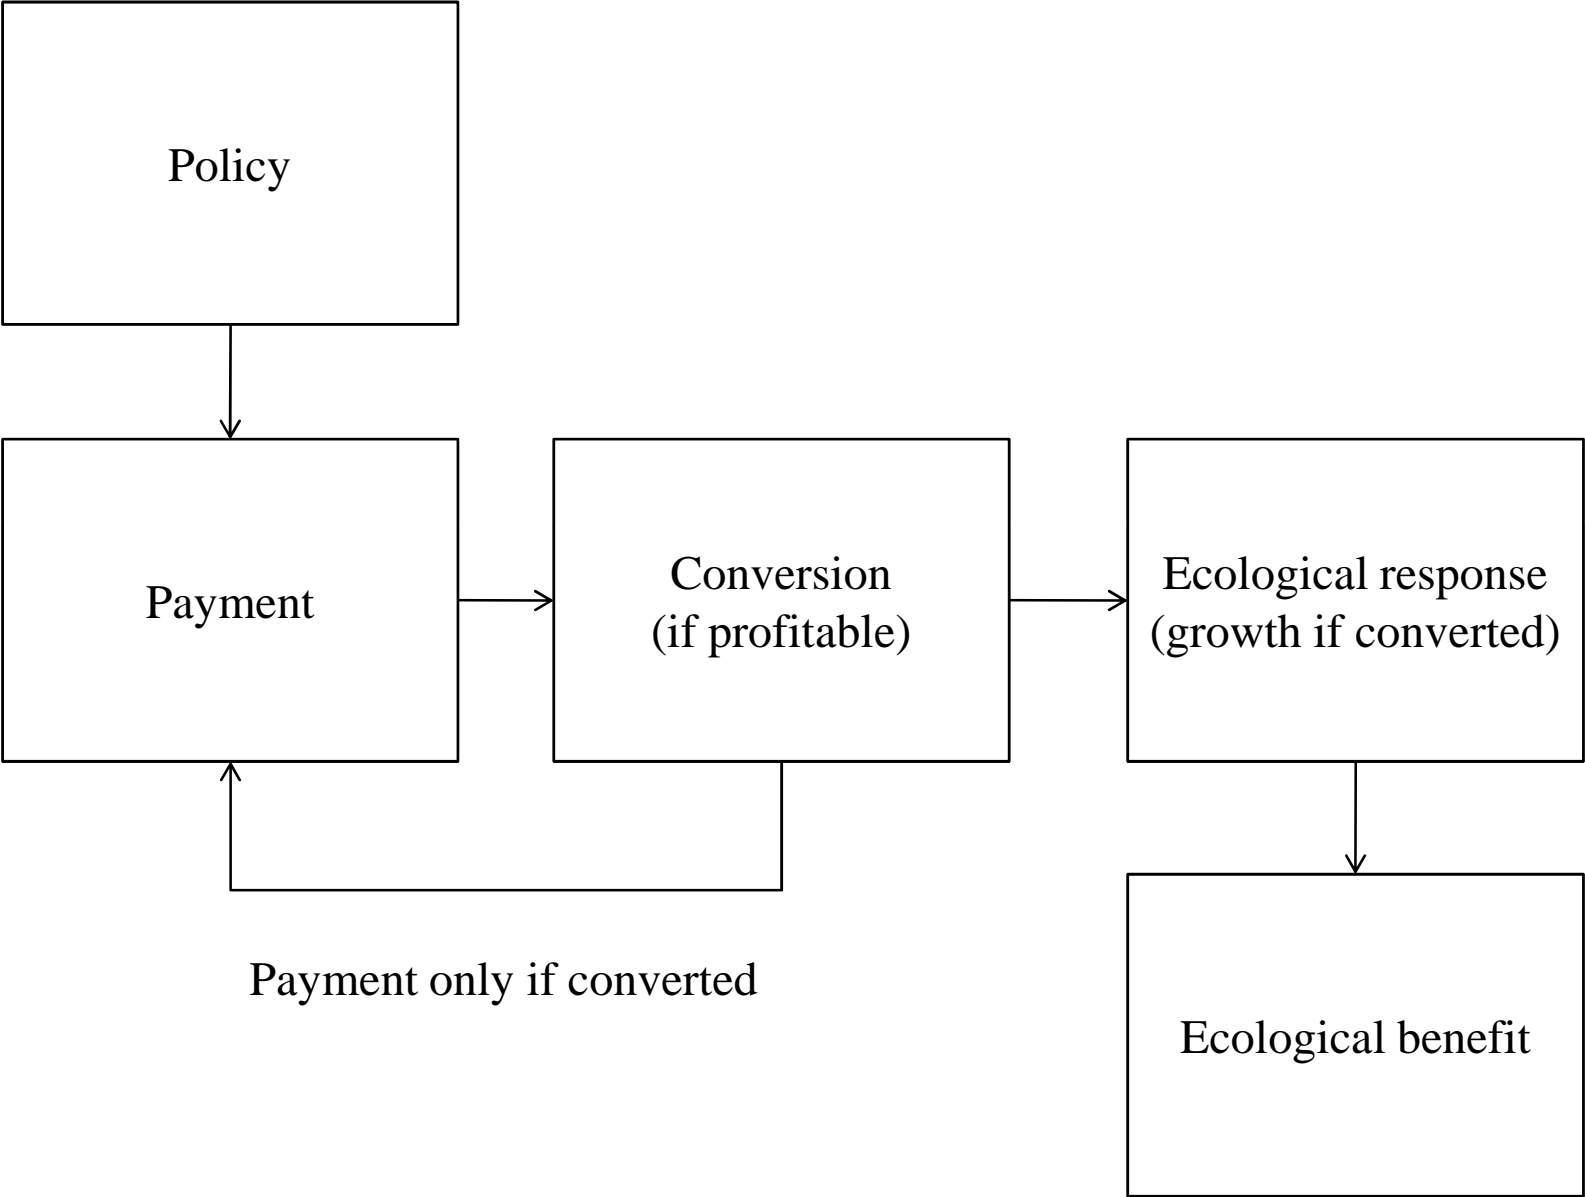 Policy
Payment
Conversion
(if profitable)
Ecological response
(growth if converted)
Payment only if converted
Ecological benefit